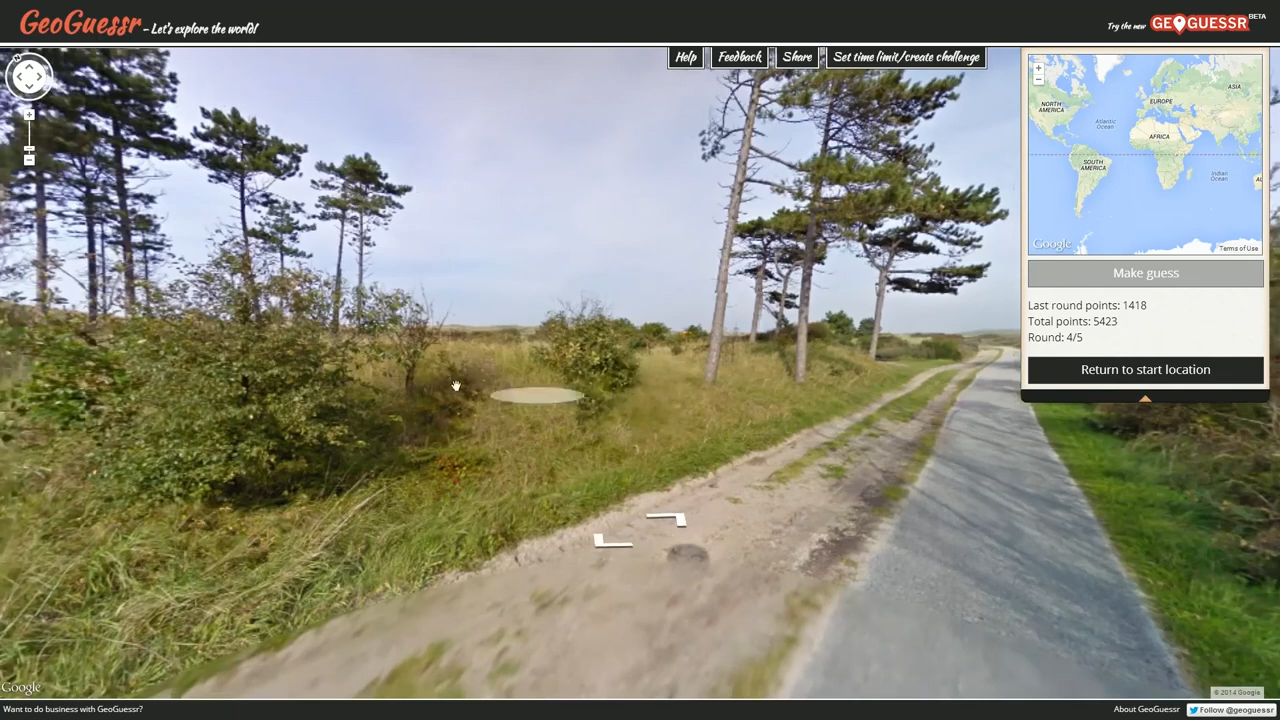 GeoGuessr – Let's explore the world!
Try the new GEOGUESSR BETA
Help
Feedback
Share
Set time limit/create challenge
+
−
+
−
NORTH AMERICA
EUROPE
ASIA
Atlantic Ocean
AFRICA
SOUTH AMERICA
Indian Ocean
Google
Terms of Use
Make guess
Last round points: 1418
Total points: 5423
Round: 4/5
Return to start location
Google
© 2014 Google
Want to do business with GeoGuessr?
About GeoGuessr
Follow @geoguessr